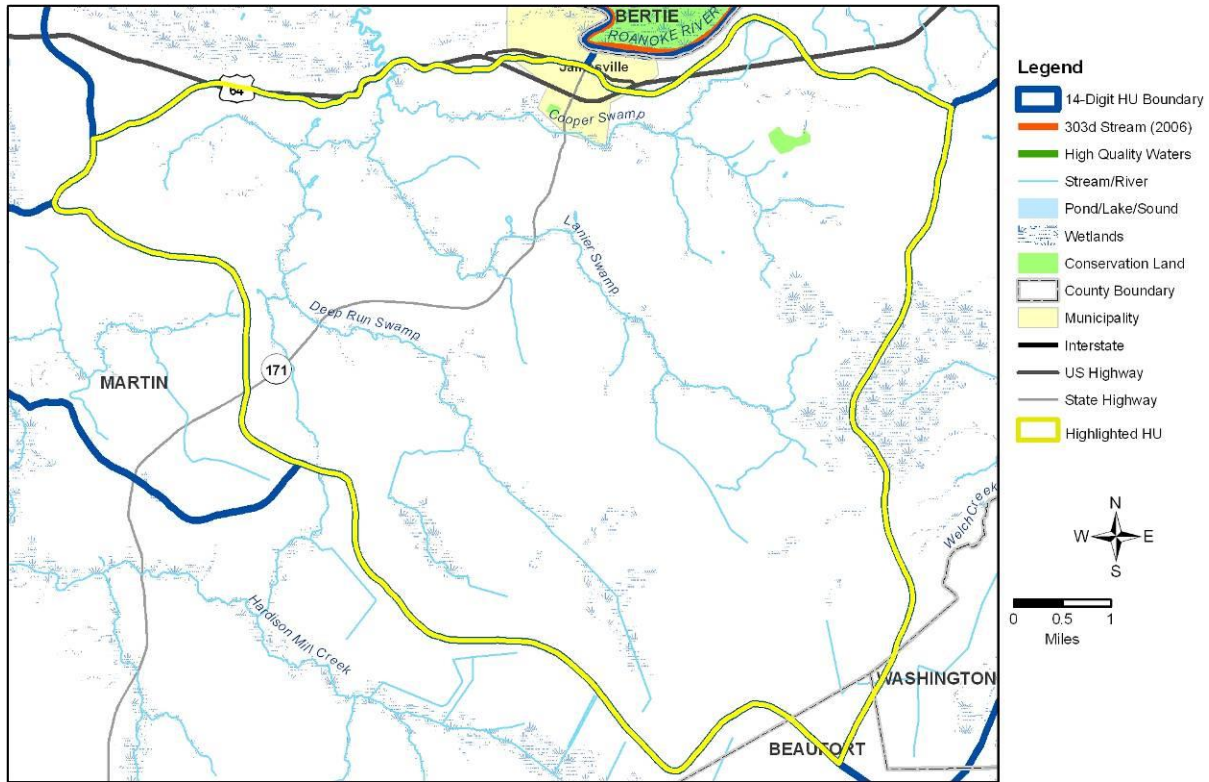 BERTIE
ROANOKE RIVER
Jamesville
64
Cooper Swamp
Lanier Swamp
Deep Run Swamp
171
MARTIN
Welch Creek
Hardison Mill Creek
WASHINGTON
BEAUFORT
Legend
14-Digit HU Boundary
303d Stream (2006)
High Quality Waters
Stream/River
Pond/Lake/Sound
Wetlands
Conservation Land
County Boundary
Municipality
Interstate
US Highway
State Highway
Highlighted HU
N
W E
S
0 0.5 1
Miles